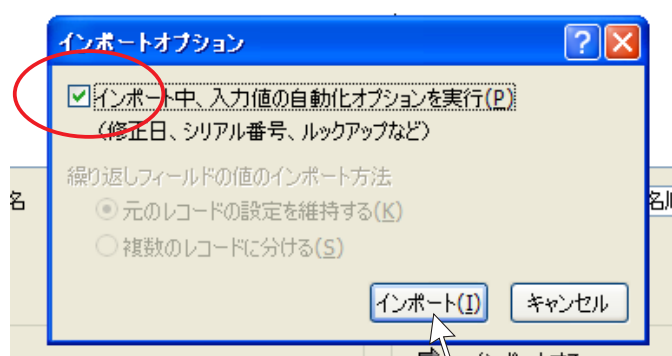 インポートオプション
インポート中、入力値の自動化オプションを実行(P)
(修正日、シリアル番号、ルックアップなど)
繰り返しフィールドの値のインポート方法
名
元のレコードの設定を維持する(K)
複数のレコードに分ける(S)
インポート(I)
キャンセル